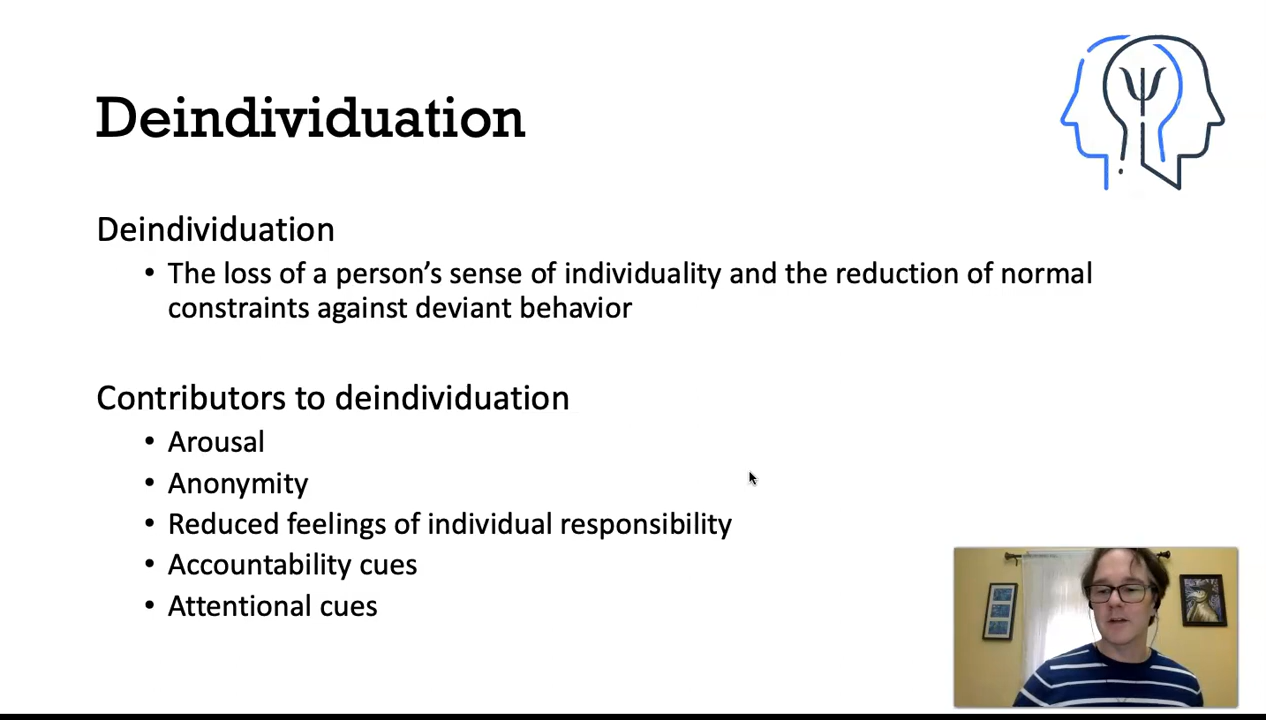 Deindividuation
Deindividuation
• The loss of a person’s sense of individuality and the reduction of normal
constraints against deviant behavior
Contributors to deindividuation
• Arousal
• Anonymity
• Reduced feelings of individual responsibility
• Accountability cues
• Attentional cues